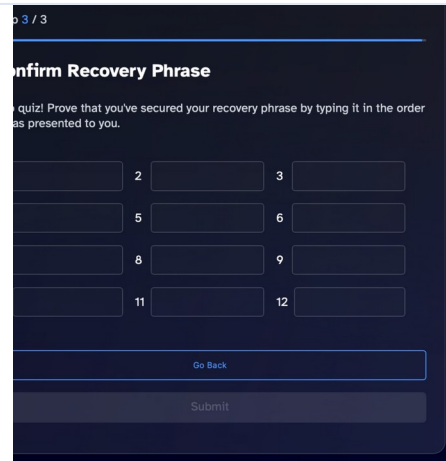 3 / 3
Confirm Recovery Phrase
quiz! Prove that you've secured your recovery phrase by typing it in the order
as presented to you.
2 3
5 6
8 9
11 12
Go Back
Submit